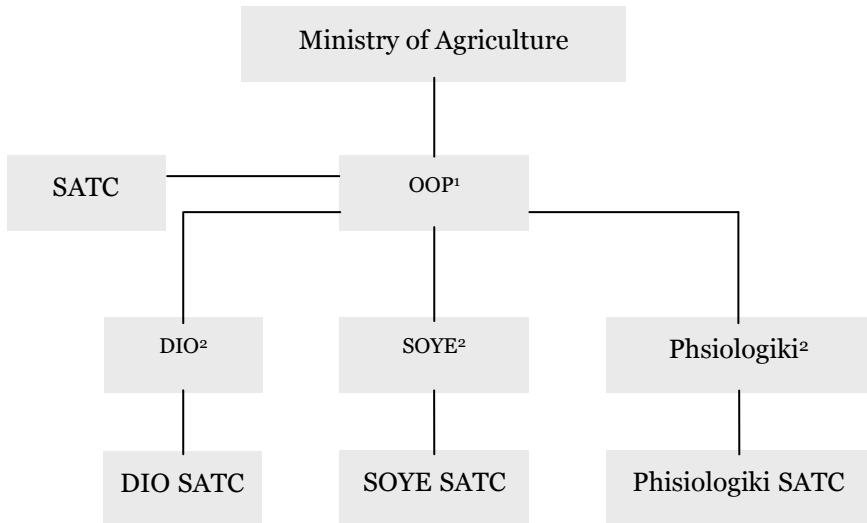 Ministry of Agriculture
SATC
OOP¹
DIO²
SOYE²
Phsiologiki²
DIO SATC
SOYE SATC
Phisiologiki SATC